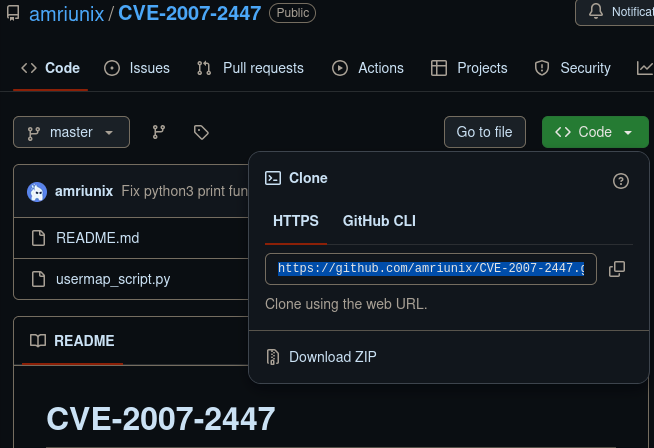 amriunix / CVE-2007-2447 Public Notificat
Code Issues Pull requests Actions Projects Security
master Go to file Code
amriunix Fix python3 print fun
README.md
usermap_script.py
README
CVE-2007-2447
Clone
HTTPS GitHub CLI
https://github.com/amriunix/CVE-2007-2447.g
Clone using the web URL.
Download ZIP